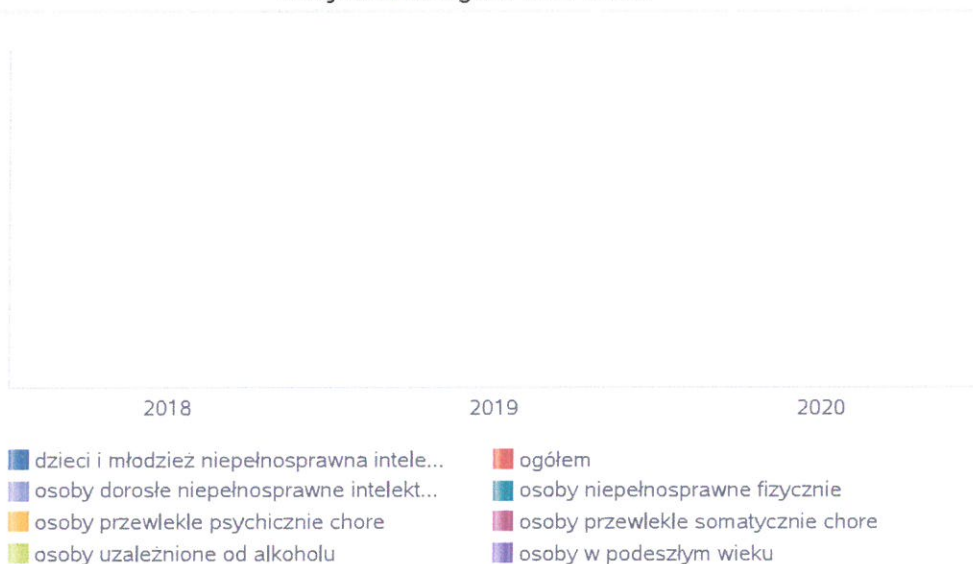 2018 2019 2020
dzieci i młodzież niepełnosprawna intele... ogółem
osoby dorosłe niepełnosprawne intelekt... osoby niepełnosprawne fizycznie
osoby przewlekle psychicznie chore osoby przewlekle somatycznie chore
osoby uzależnione od alkoholu osoby w podeszłym wieku